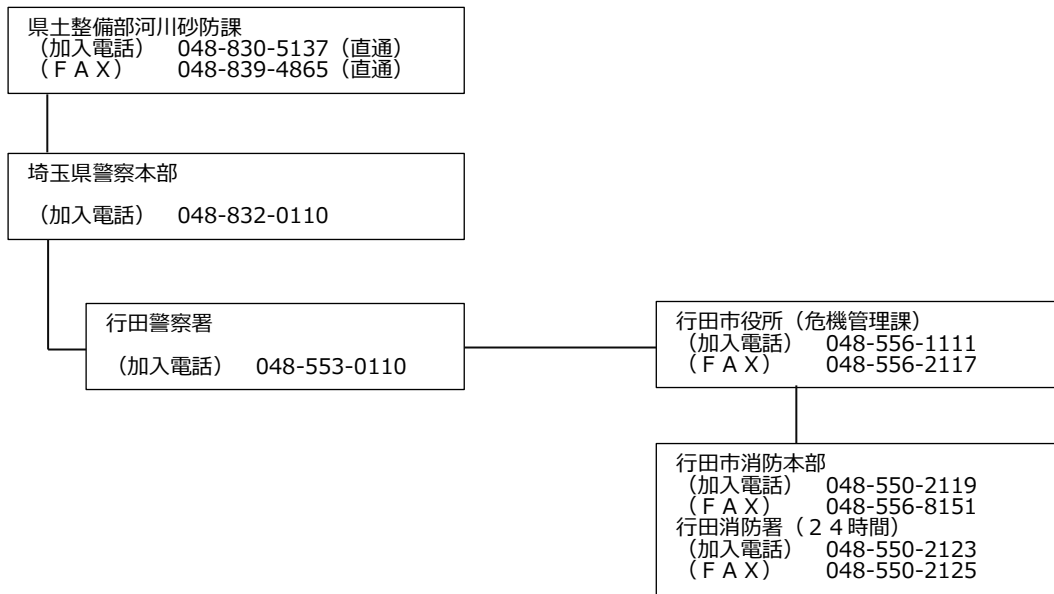 県土整備部河川砂防課
（加入電話）　048-830-5137（直通）
（ＦＡＸ）　　048-839-4865（直通）
埼玉県警察本部
（加入電話）　048-832-0110
行田警察署
（加入電話）　048-553-0110
行田市役所（危機管理課）
（加入電話）　048-556-1111
（ＦＡＸ）　　048-556-2117
行田市消防本部
（加入電話）　048-550-2119
（ＦＡＸ）　　048-556-8151
行田消防署（２４時間）
（加入電話）　048-550-2123
（ＦＡＸ）　　048-550-2125